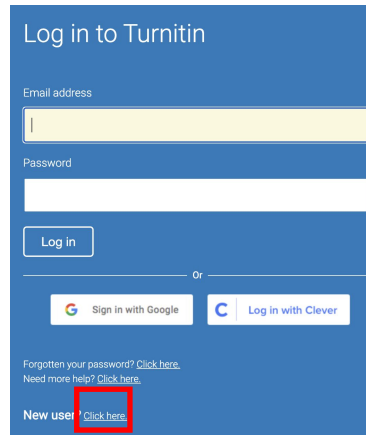 Log in to Turnitin
Email address
Password
Log in
Or
G Sign in with Google
C Log in with Clever
Forgotten your password? Click here.
Need more help? Click here.
New user? Click here.